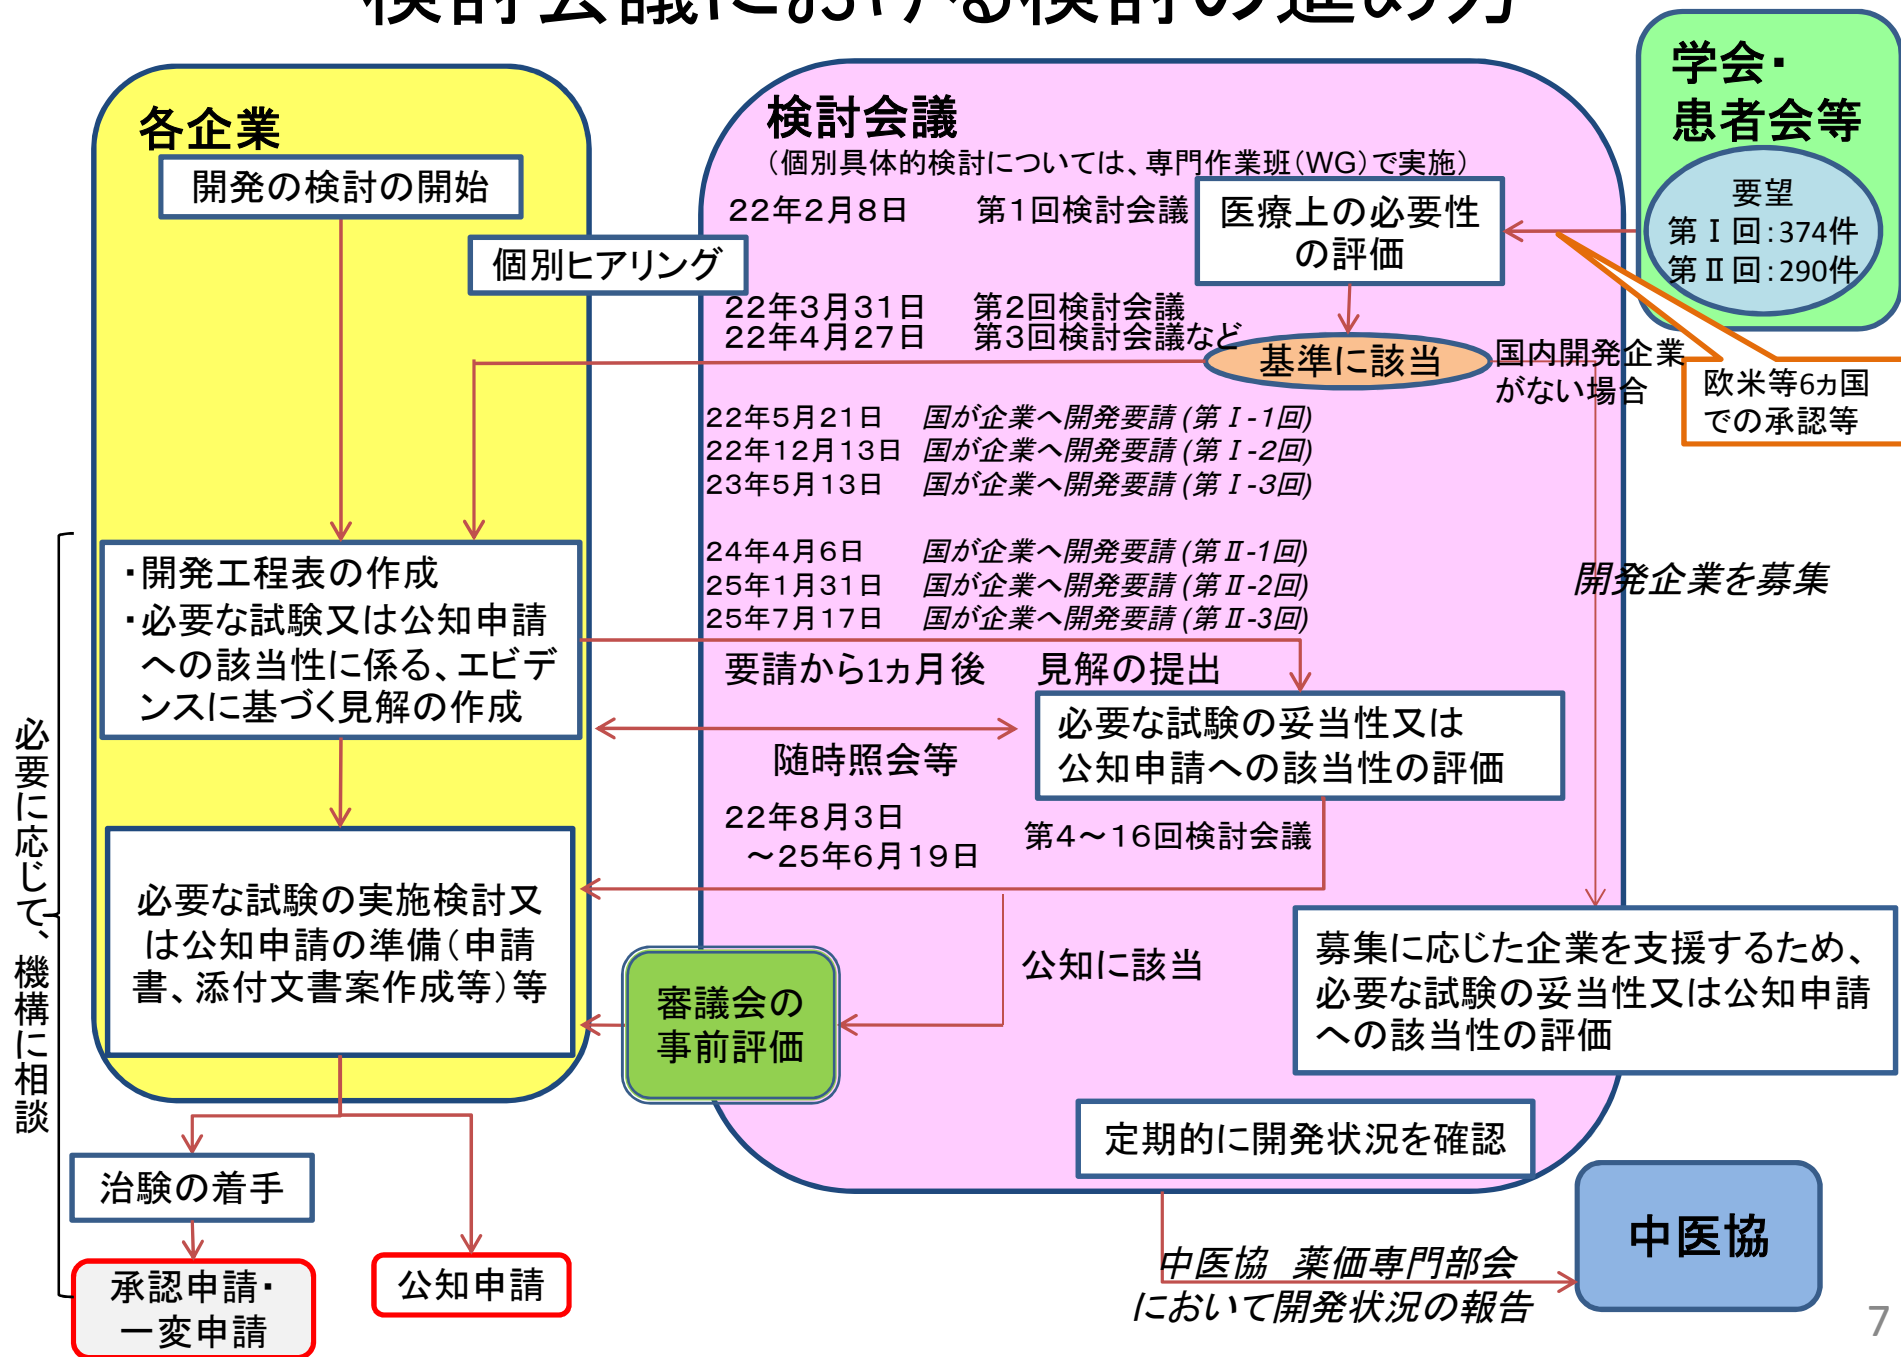 検討会議における検討の進め方
各企業
開発の検討の開始
個別ヒアリング
・開発工程表の作成
・必要な試験又は公知申請
への該当性に係る、エビデ
ンスに基づく見解の作成
必要な試験の実施検討又
は公知申請の準備（申請
書、添付文書案作成等）等
治験の着手
承認申請・
一変申請
公知申請
必要に応じて、機構に相談
検討会議
（個別具体的検討については、専門作業班（WG）で実施）
22年2月8日 第1回検討会議
医療上の必要性
の評価
22年3月31日 第2回検討会議
22年4月27日 第3回検討会議など
基準に該当
国内開発企業
がない場合
22年5月21日 国が企業へ開発要請(第Ⅰ-1回)
22年12月13日 国が企業へ開発要請(第Ⅰ-2回)
23年5月13日 国が企業へ開発要請(第Ⅰ-3回)
24年4月6日 国が企業へ開発要請(第Ⅱ-1回)
25年1月31日 国が企業へ開発要請(第Ⅱ-2回)
25年7月17日 国が企業へ開発要請(第Ⅱ-3回)
要請から1ヵ月後 見解の提出
必要な試験の妥当性又は
公知申請への該当性の評価
随時照会等
22年8月3日
～25年6月19日
第4～16回検討会議
公知に該当
審議会の
事前評価
開発企業を募集
募集に応じた企業を支援するため、
必要な試験の妥当性又は公知申請
への該当性の評価
定期的に開発状況を確認
中医協 薬価専門部会
において開発状況の報告
中医協
学会・
患者会等
要望
第Ⅰ回：374件
第Ⅱ回：290件
欧米等6カ国
での承認等
7